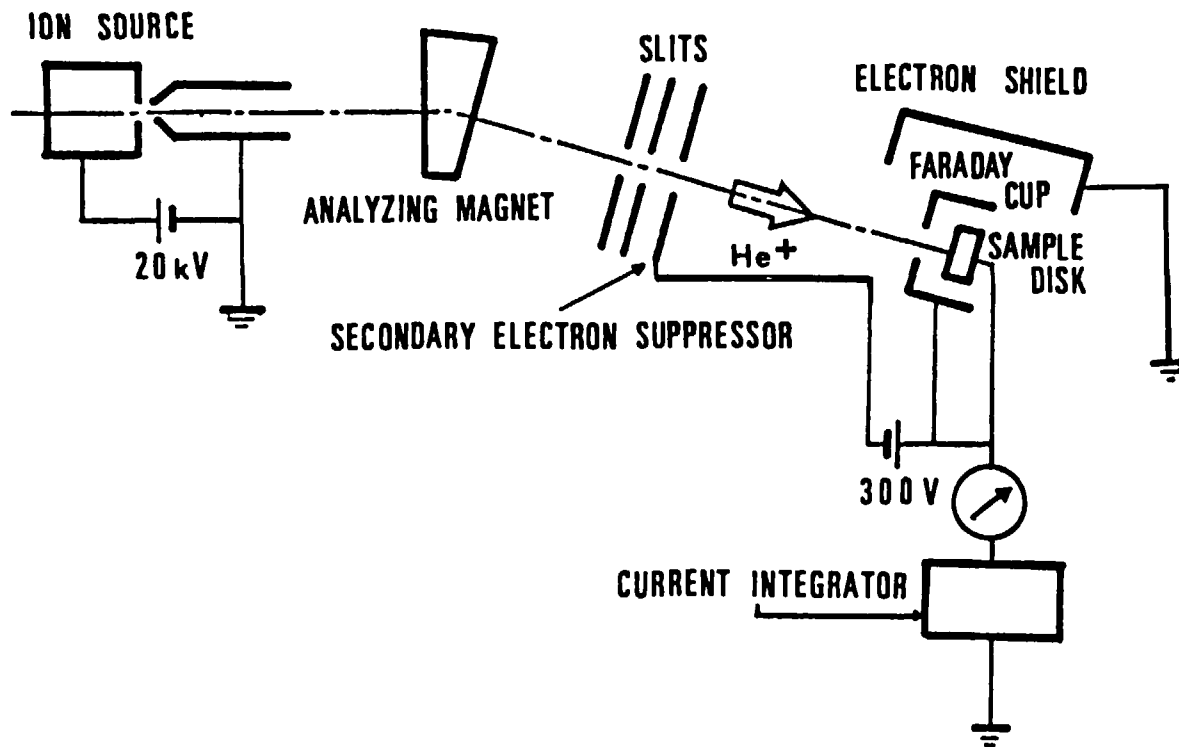 ION SOURCE
SLITS
ELECTRON SHIELD
FARADAY
CUP
ANALYZING MAGNET
SAMPLE
DISK
He+
20kV
SECONDARY ELECTRON SUPPRESSOR
300V
CURRENT INTEGRATOR